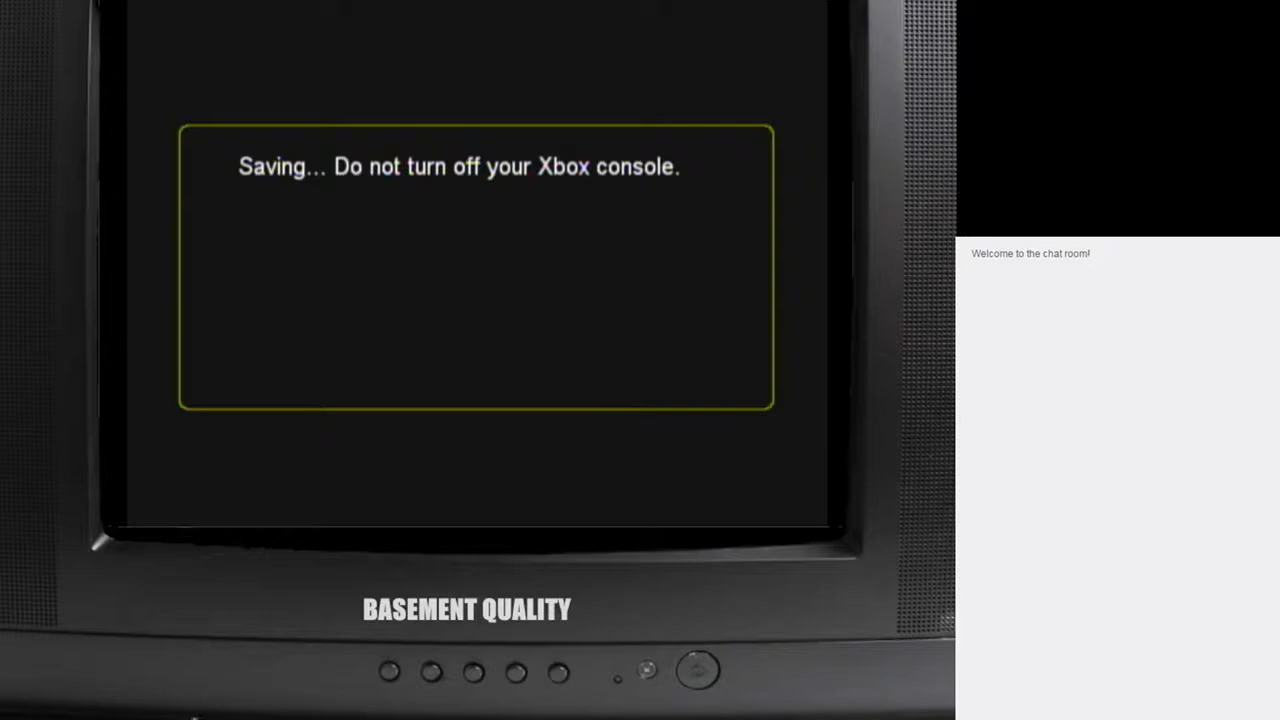 Saving... Do not turn off your Xbox console.
Welcome to the chat room!
BASEMENT QUALITY